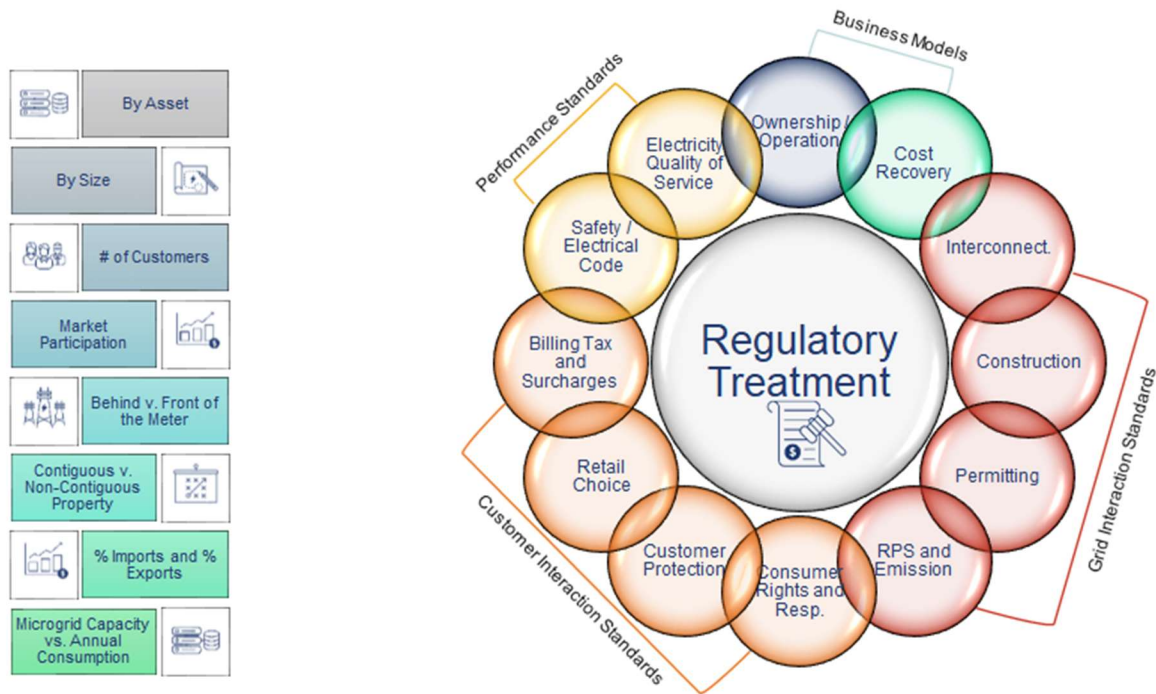 By Asset
By Size
# of Customers
Market
Participation
Behind v. Front of
the Meter
Contiguous v.
Non-Contiguous
Property
% Imports and %
Exports
Microgrid Capacity
vs. Annual
Consumption
Business Models
Performance Standards
Ownership /
Operation
Electricity
Quality of
Service
Cost
Recovery
Safety /
Electrical
Code
Interconnect.
Regulatory
Treatment
$
Billing Tax
and
Surcharges
Construction
Retail
Choice
Permitting
Grid Interaction Standards
Customer Interaction Standards
Customer
Protection
Consumer
Rights and
Resp.
RPS and
Emission